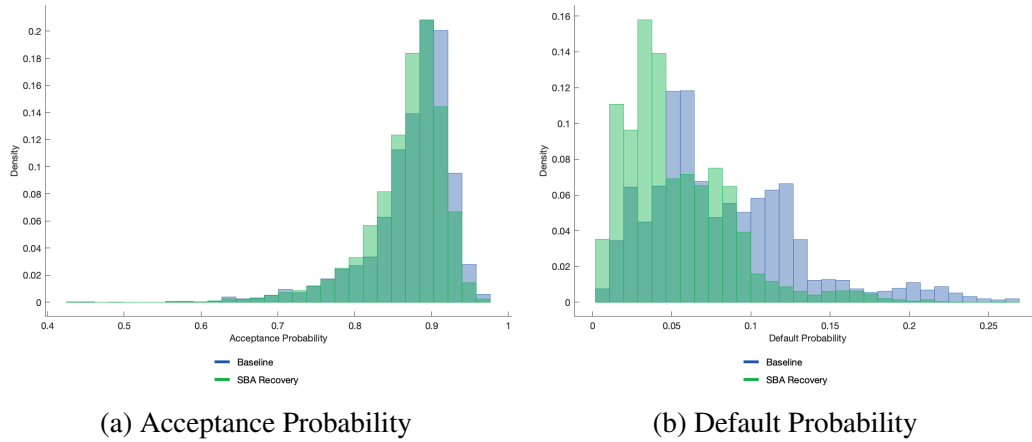 0.2
0.18
0.16
0.14
0.12
0.1
0.08
0.06
0.04
0.02
0
Density
0.4 0.5 0.6 0.7 0.8 0.9 1
Acceptance Probability
Baseline
SBA Recovery
(a) Acceptance Probability
0.16
0.14
0.12
0.1
0.08
0.06
0.04
0.02
0
Density
0 0.05 0.1 0.15 0.2 0.25
Default Probability
Baseline
SBA Recovery
(b) Default Probability